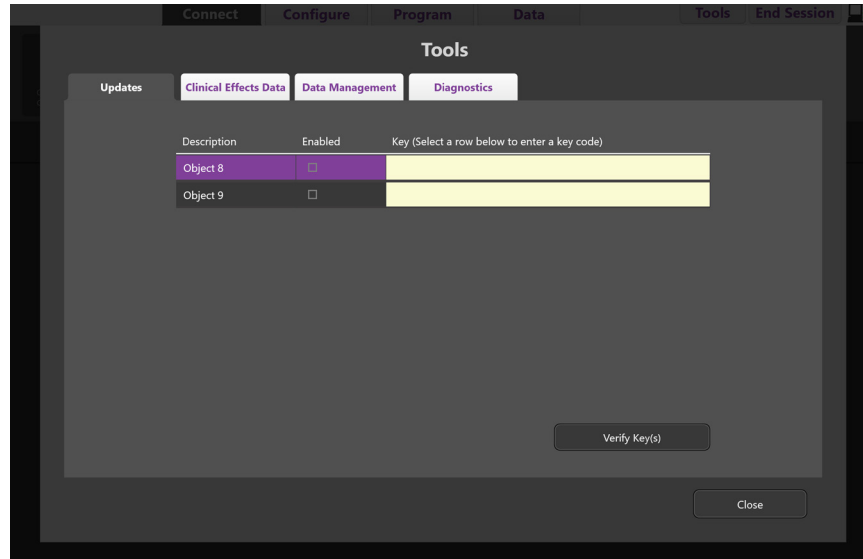 Connect Configure Program Data Tools End Session
Tools
Updates Clinical Effects Data Data Management Diagnostics
Description Enabled Key (Select a row below to enter a key code)
Object 8
Object 9
Verify Key(s)
Close